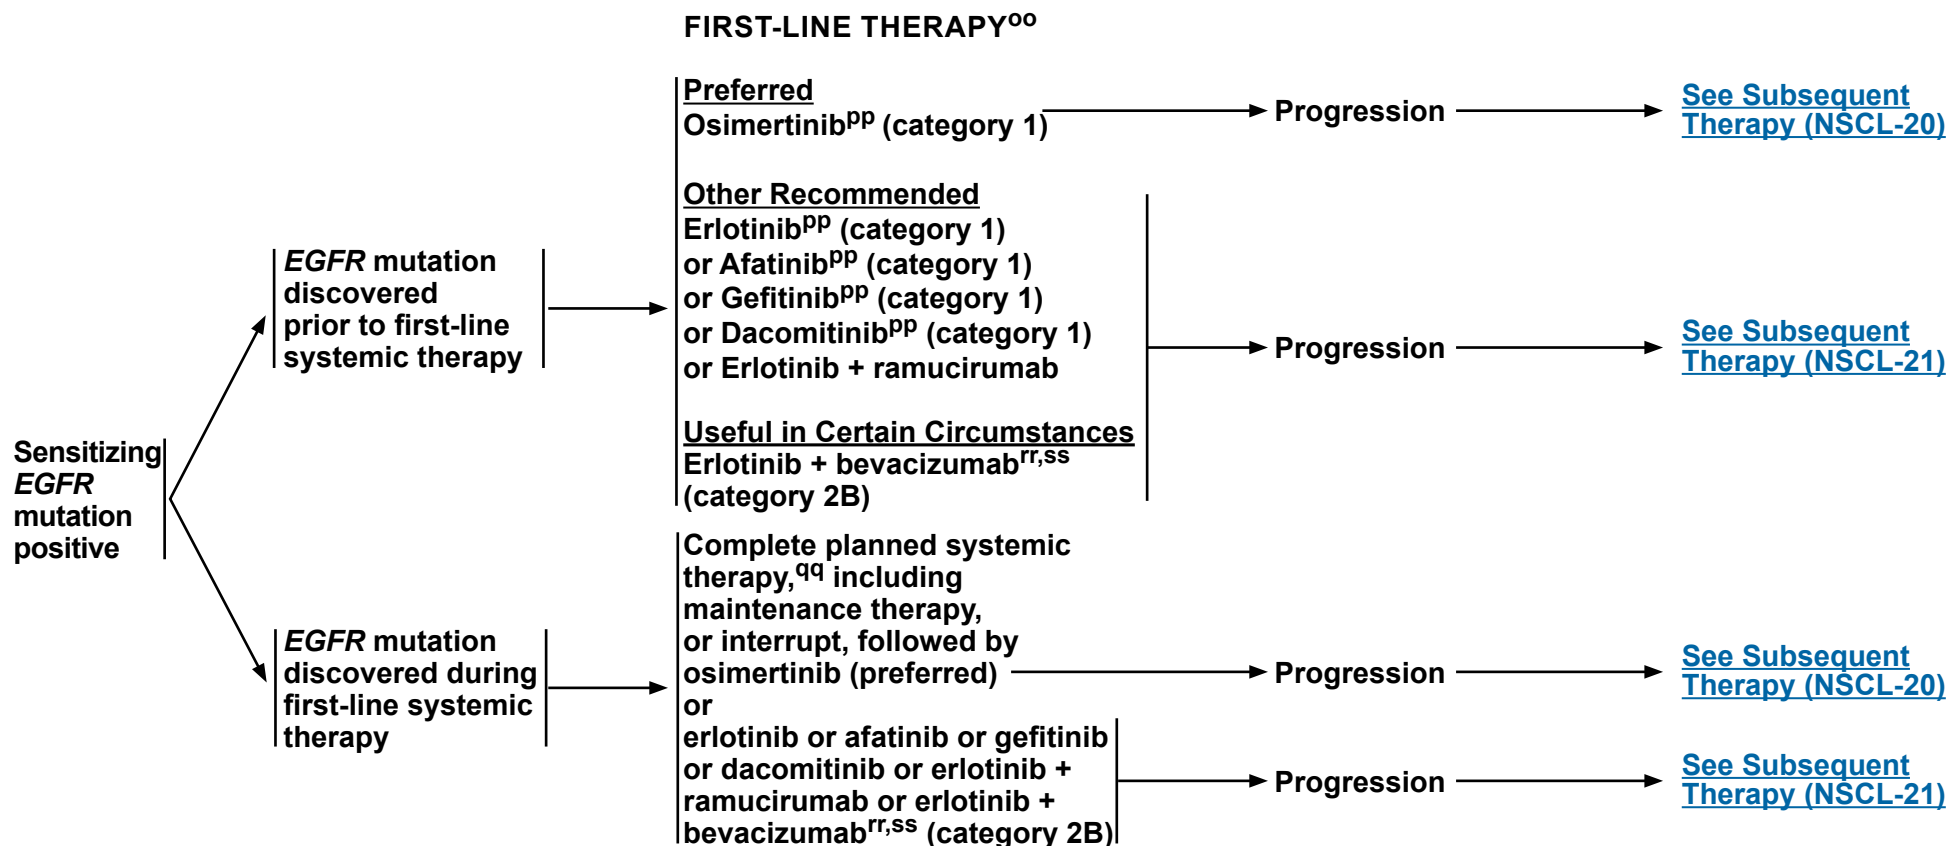 FIRST-LINE THERAPYoo
Preferred
Osimertinibpp (category 1)
Progression
See Subsequent
Therapy (NSCL-20)
Other Recommended
Erlotinibpp (category 1)
or Afatinibpp (category 1)
or Gefitinibpp (category 1)
or Dacomitinibpp (category 1)
or Erlotinib + ramucirumab
Useful in Certain Circumstances
Erlotinib + bevacizumabrr,ss
(category 2B)
Progression
See Subsequent
Therapy (NSCL-21)
EGFR mutation
discovered
prior to first-line
systemic therapy
Sensitizing
EGFR
mutation
positive
EGFR mutation
discovered during
first-line systemic
therapy
Complete planned systemic
therapy,qq including
maintenance therapy,
or interrupt, followed by
osimertinib (preferred)
or
erlotinib or afatinib or gefitinib
or dacomitinib or erlotinib +
ramucirumab or erlotinib +
bevacizumabrr,ss (category 2B)
Progression
See Subsequent
Therapy (NSCL-20)
Progression
See Subsequent
Therapy (NSCL-21)